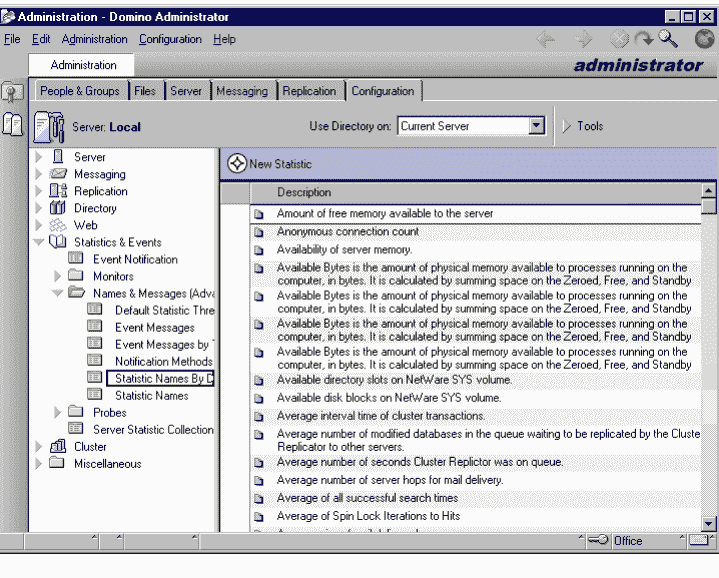 Administration - Domino Administrator
File Edit Administration Configuration Help
Administration
administrator
People & Groups Files Server Messaging Replication Configuration
Server: Local
Use Directory on: Current Server
Tools
Server
Messaging
Replication
Directory
Web
Statistics & Events
Event Notification
Monitors
Names & Messages (Adva
Default Statistic Thre
Event Messages
Event Messages by
Notification Methods
Statistic Names By D
Statistic Names
Probes
Server Statistic Collection
Cluster
Miscellaneous
New Statistic
Description
Amount of free memory available to the server
Anonymous connection count
Availability of server memory.
Available Bytes is the amount of physical memory available to processes running on the
computer, in bytes. It is calculated by summing space on the Zeroed, Free, and Standby
Available Bytes is the amount of physical memory available to processes running on the
computer, in bytes. It is calculated by summing space on the Zeroed, Free, and Standby
Available Bytes is the amount of physical memory available to processes running on the
computer, in bytes. It is calculated by summing space on the Zeroed, Free, and Standby
Available Bytes is the amount of physical memory available to processes running on the
computer, in bytes. It is calculated by summing space on the Zeroed, Free, and Standby
Available directory slots on NetWare SYS volume.
Available disk blocks on NetWare SYS volume.
Average interval time of cluster transactions.
Average number of modified databases in the queue waiting to be replicated by the Cluste
Replicator to other servers.
Average number of seconds Cluster Replictor was on queue.
Average number of server hops for mail delivery.
Average of all successful search times
Average of Spin Lock Iterations to Hits
Office